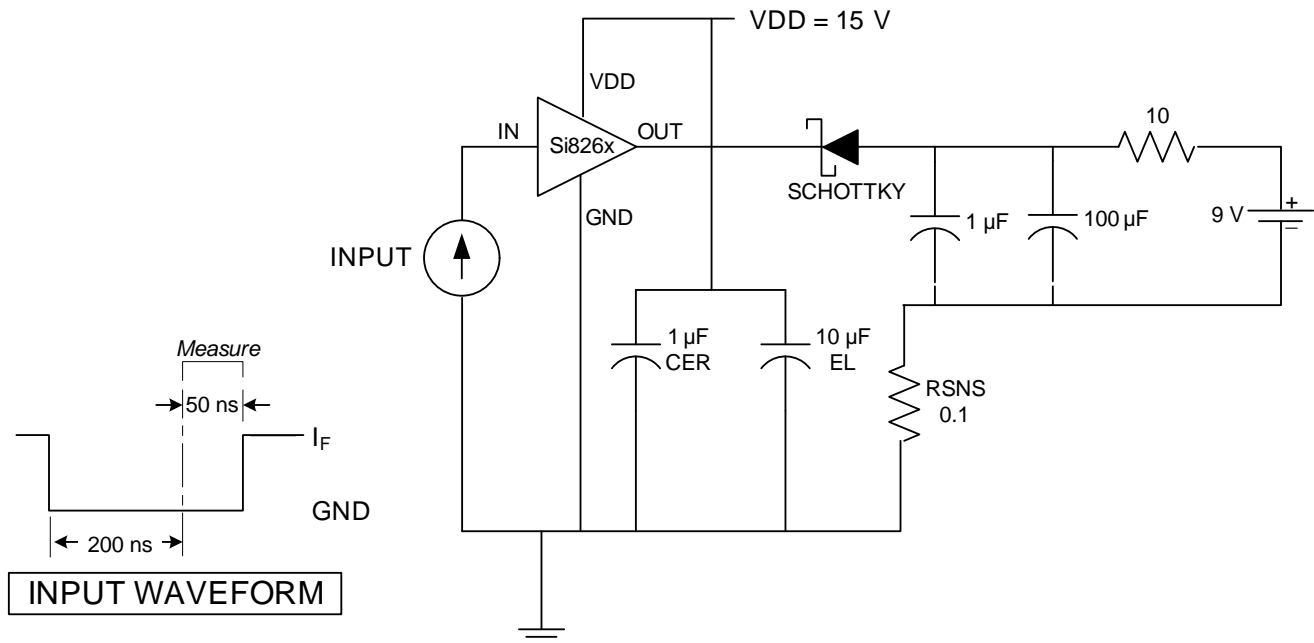 VDD = 15 V
VDD
IN
Si826x
OUT
10
SCHOTTKY
GND
1 µF
100 µF
9 V
+
–
INPUT
1 µF
CER
10 µF
EL
RSNS
0.1
Measure
50 ns
IF
GND
200 ns
INPUT WAVEFORM